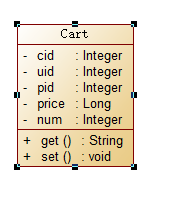 Cart
- cid : Integer
- uid : Integer
- pid : Integer
- price : Long
- num : Integer
+ get () : String
+ set () : void